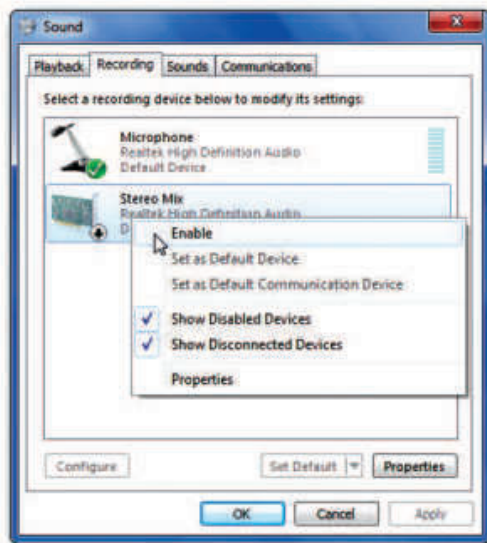 Sound
Playback Recording Sounds Communications
Select a recording device below to modify its settings:
Microphone
Realtek High Definition Audio
Default Device
Stereo Mix
Realtek High Definition Audio
D
Enable
Set as Default Device
Set as Default Communication Device
Show Disabled Devices
Show Disconnected Devices
Properties
Configure Set Default Properties
OK Cancel Apply